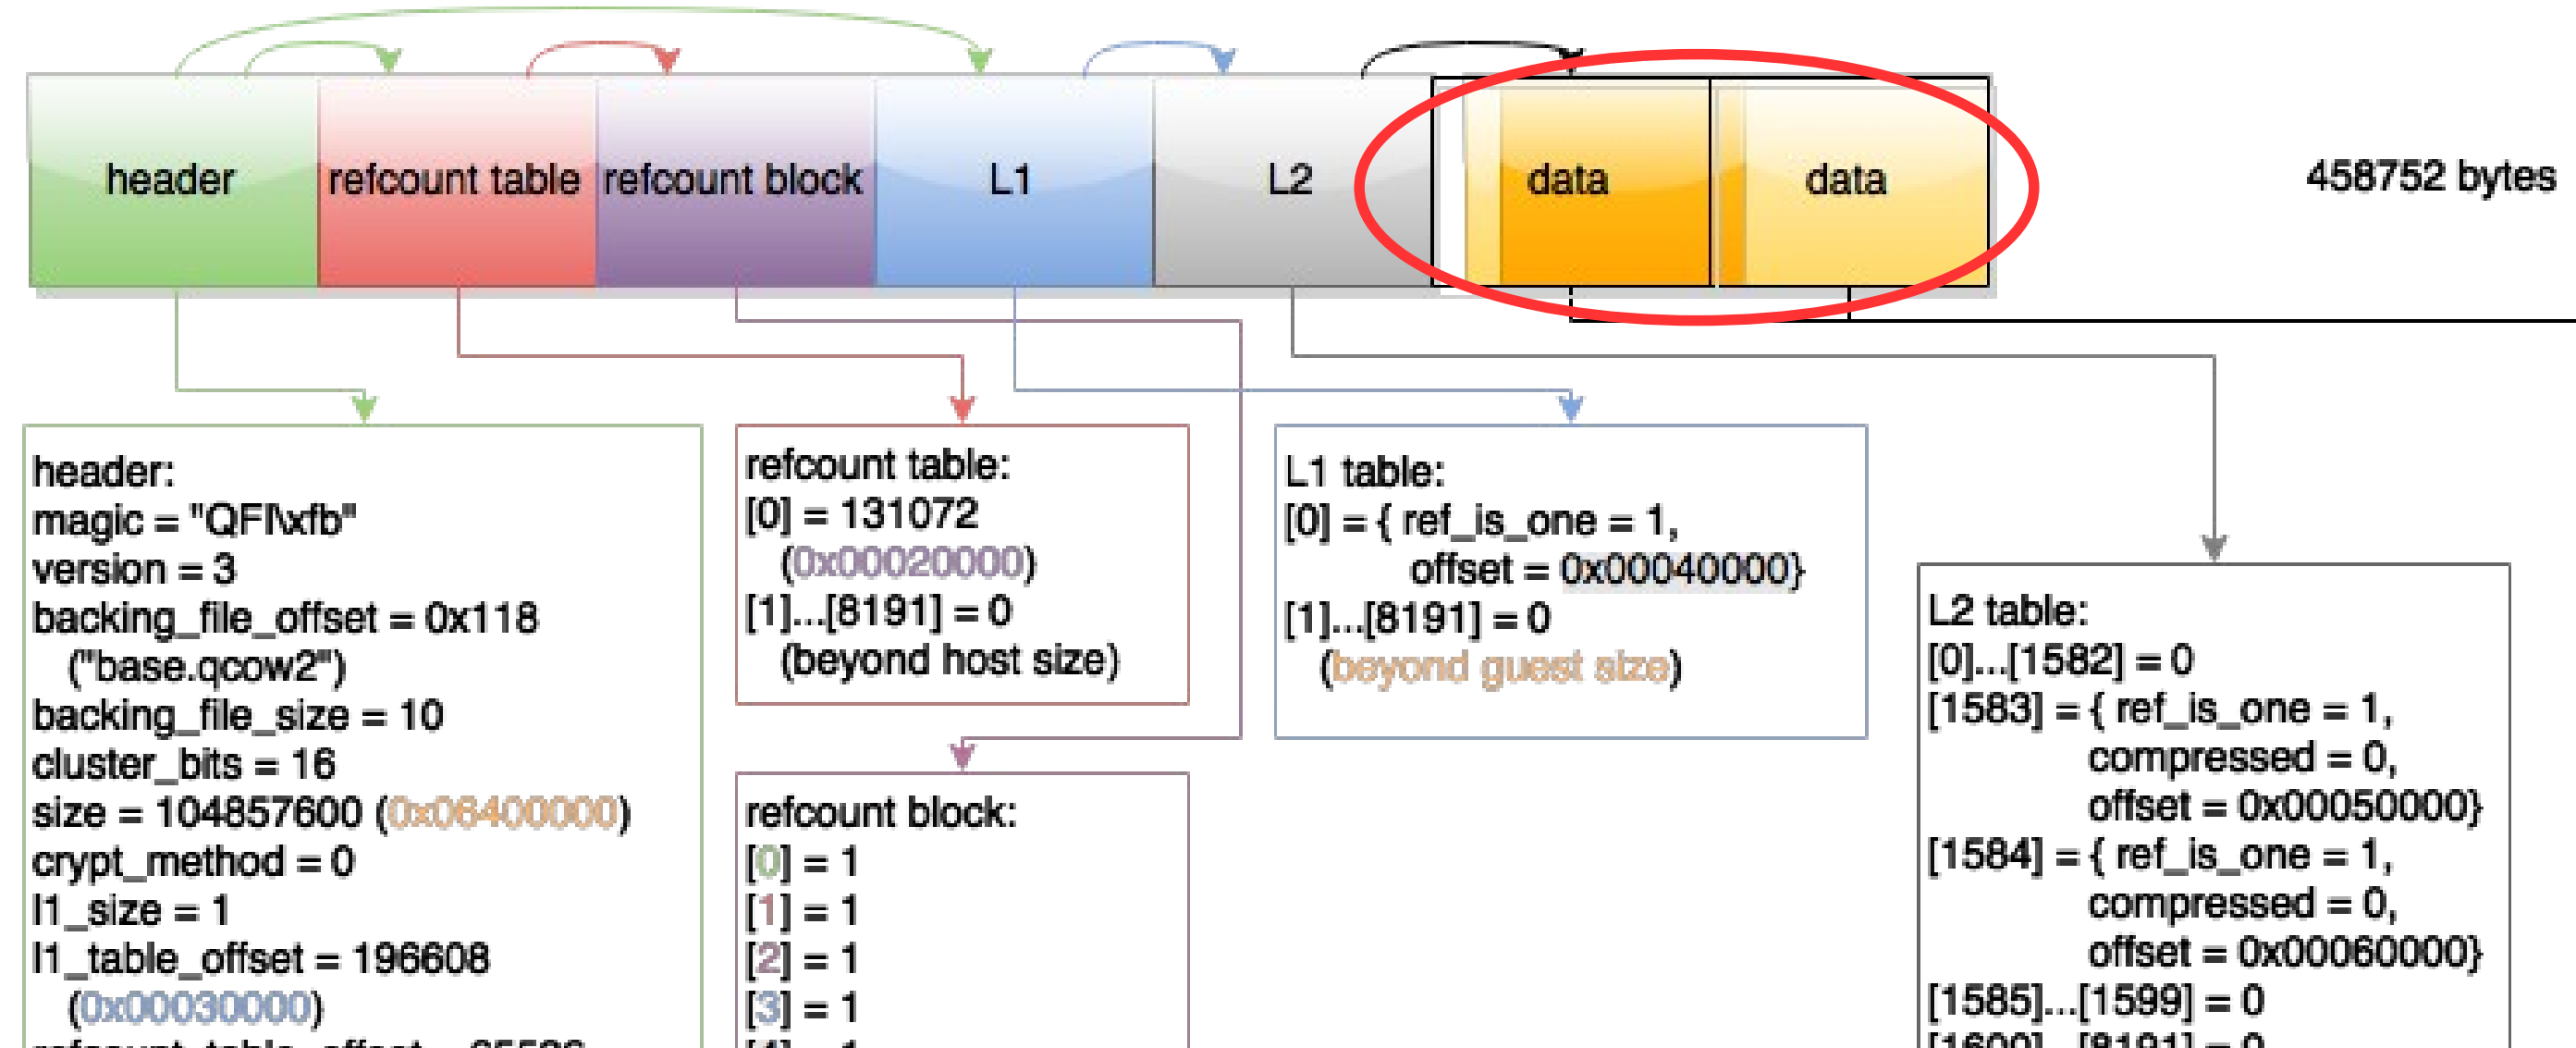 header
refcount table
refcount block
L1
L2
data
data
458752 bytes
header:
magic = "QFI\xfb"
version = 3
backing_file_offset = 0x118
("base.qcow2")
backing_file_size = 10
cluster_bits = 16
size = 104857600 (0x06400000)
crypt_method = 0
l1_size = 1
l1_table_offset = 196608
(0x00030000)
refcount table:
[0] = 131072
(0x00020000)
[1]...[8191] = 0
(beyond host size)
refcount block:
[0] = 1
[1] = 1
[2] = 1
[3] = 1
L1 table:
[0] = { ref_is_one = 1,
offset = 0x00040000}
[1]...[8191] = 0
(beyond guest size)
L2 table:
[0]...[1582] = 0
[1583] = { ref_is_one = 1,
compressed = 0,
offset = 0x00050000}
[1584] = { ref_is_one = 1,
compressed = 0,
offset = 0x00060000}
[1585]...[1599] = 0